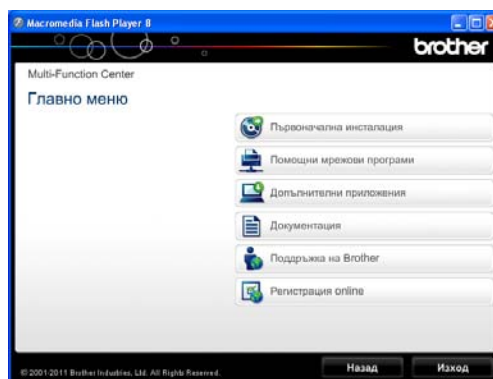 Macromedia Flash Player 8
brother
Multi-Function Center
Главно меню
Първоначална инсталация
Помощни мрежови програми
Допълнителни приложения
Документация
Поддръжка на Brother
Регистрация online
© 2001-2011 Brother Industries, Ltd. All Rights Reserved.
Назад
Изход